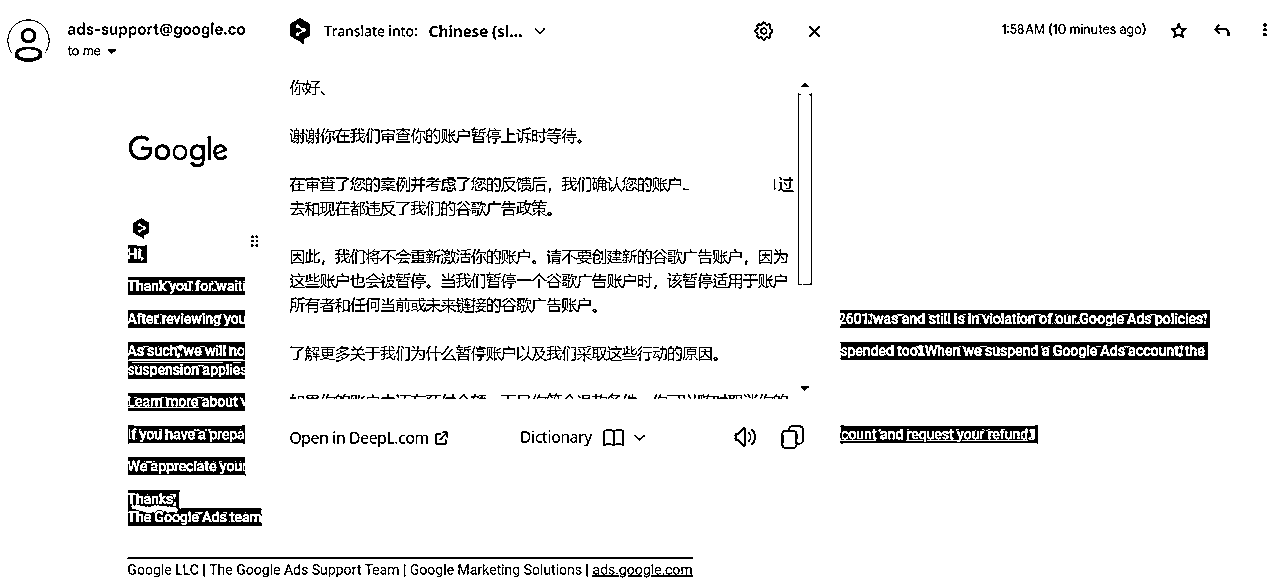 ads-support@google.co
to me
Translate into: Chinese (si...
1:58 AM (10 minutes ago)
Google
你好、
谢谢你在我们审查你的账户暂停上诉时等待。
在审查了您的案例并考虑了您的反馈后，我们确认您的账户 过
去和现在都违反了我们的谷歌广告政策。
因此，我们将不会重新激活你的账户。请不要创建新的谷歌广告账户，因为
这些账户也会被暂停。当我们暂停一个谷歌广告账户时，该暂停适用于账户
所有者和任何当前或未来链接的谷歌广告账户。
了解更多关于我们为什么暂停账户以及我们采取这些行动的原因。
Open in DeepL.com
Dictionary
Hi,
Thank you for waiti
After reviewing you
2601 was and still is in violation of our Google Ads policies.
As such, we will no
spended too. When we suspend a Google Ads account, the
suspension applies
Learn more about
If you have a prepa
count and request your refund.
We appreciate your
Thanks,
The Google Ads team
Google LLC | The Google Ads Support Team | Google Marketing Solutions | ads.google.com